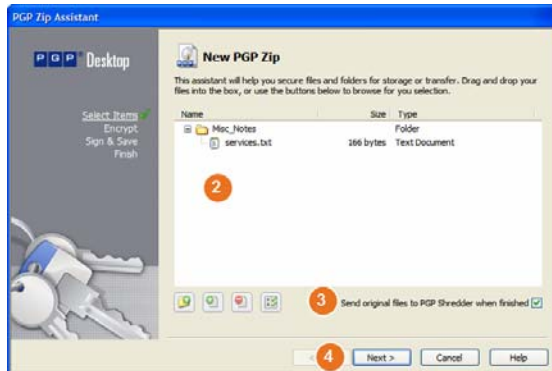 PGP Zip Assistant
PGP Desktop
New PGP Zip
This assistant will help you secure files and folders for storage or transfer. Drag and drop your
files into the box, or use the buttons below to browse for you selection.
Select Items
Encrypt
Sign & Save
Finish
Name Size Type
Misc_Notes Folder
services.txt 166 bytes Text Document
2
3 Send original files to PGP Shredder when finished
< 4 Next > Cancel Help